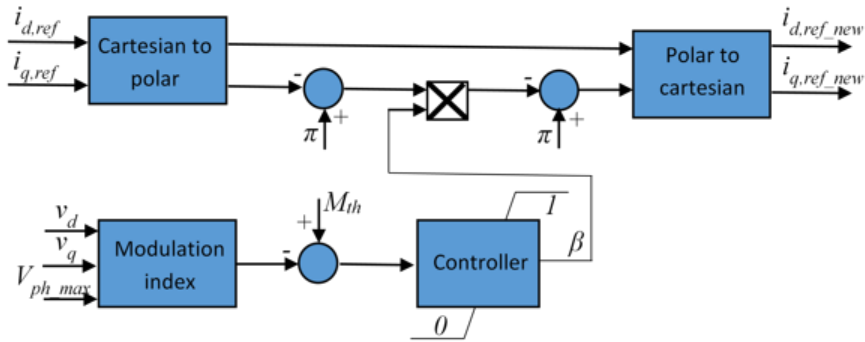 i_{d,ref}
i_{q,ref}
Cartesian to
polar
-
+
π
-
+
π
Polar to
cartesian
i_{d,ref_new}
i_{q,ref_new}
v_d
v_q
V_{ph_max}
Modulation
index
M_{th}
+
-
Controller
1
0
β